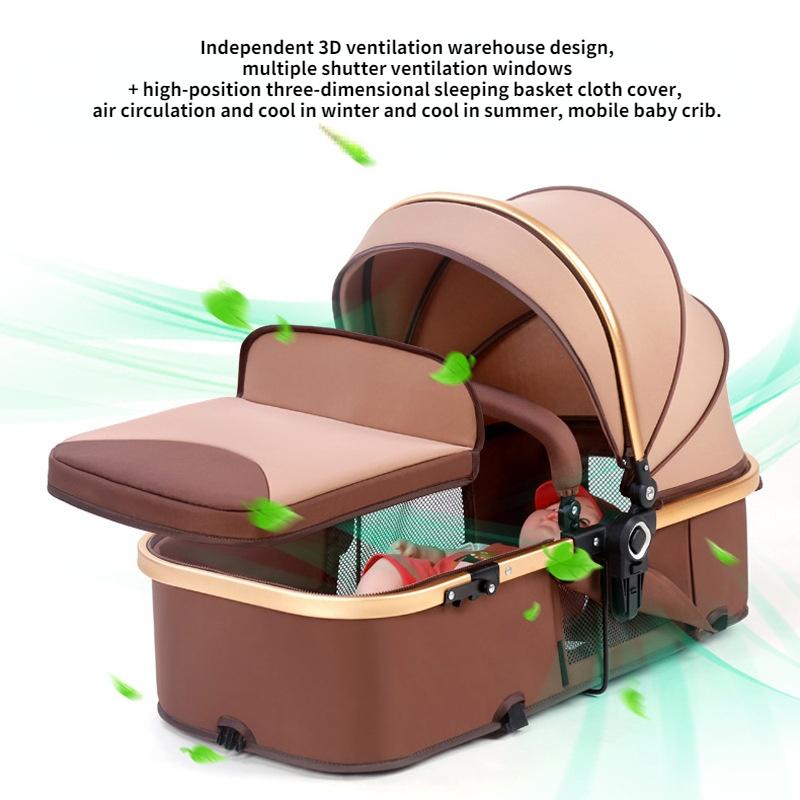 Independent 3D ventilation warehouse design,
multiple shutter ventilation windows
+ high-position three-dimensional sleeping basket cloth cover,
air circulation and cool in winter and cool in summer, mobile baby crib.